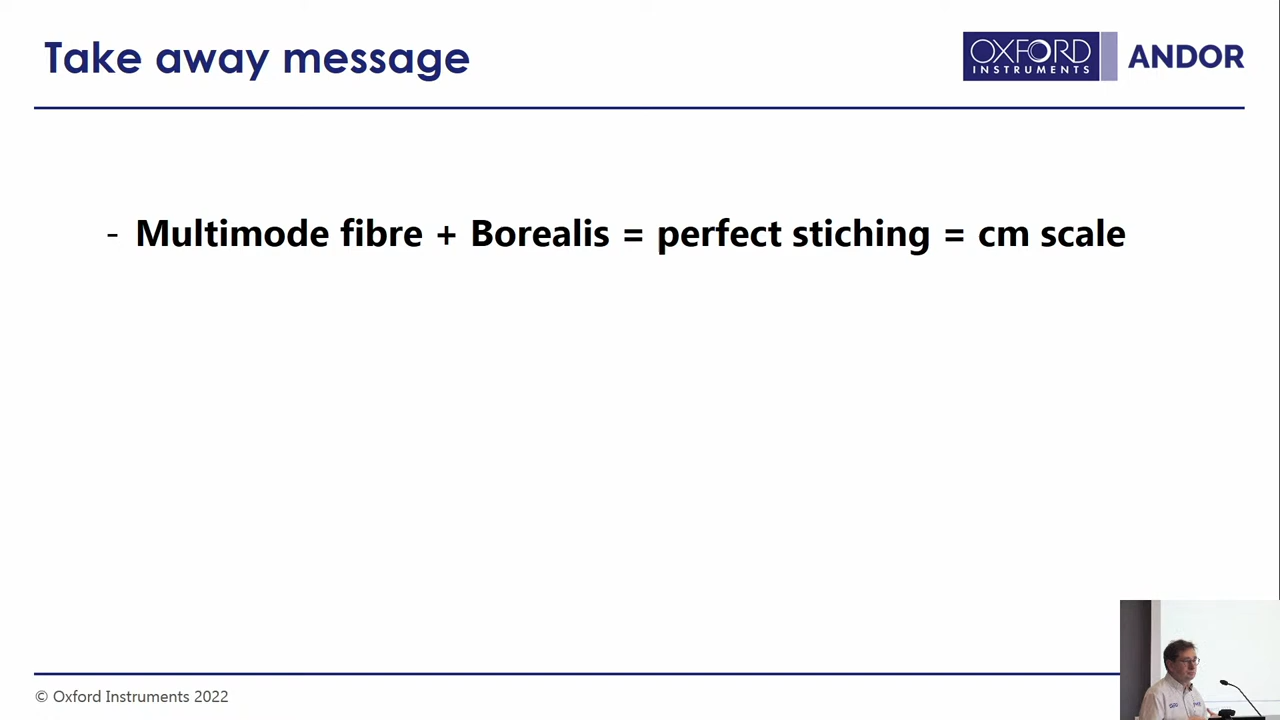 Take away message
OXFORD
INSTRUMENTS
ANDOR
- Multimode fibre + Borealis = perfect stiching = cm scale
© Oxford Instruments 2022